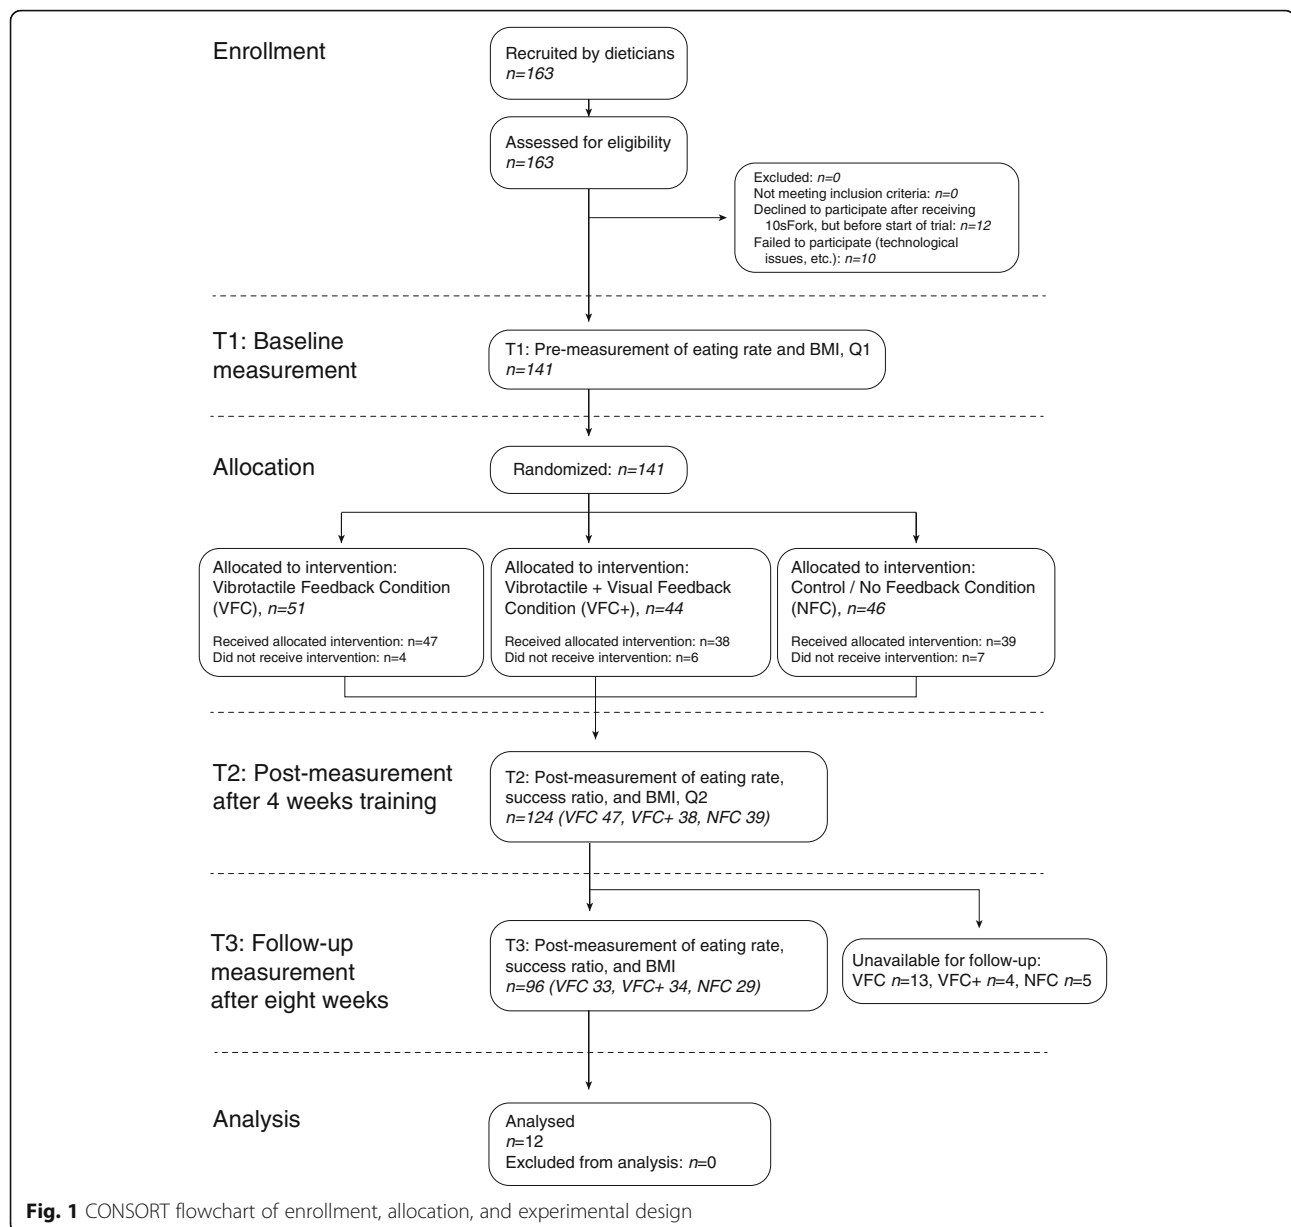 Enrollment
Recruited by dieticians
n=163
Assessed for eligibility
n=163
Excluded: n=0
Not meeting inclusion criteria: n=0
Declined to participate after receiving
10sFork, but before start of trial: n=12
Failed to participate (technological
issues, etc.): n=10
T1: Baseline
measurement
T1: Pre-measurement of eating rate and BMI, Q1
n=141
Allocation
Randomized: n=141
Allocated to intervention:
Vibrotactile Feedback Condition
(VFC), n=51
Received allocated intervention: n=47
Did not receive intervention: n=4
Allocated to intervention:
Vibrotactile + Visual Feedback
Condition (VFC+), n=44
Received allocated intervention: n=38
Did not receive intervention: n=6
Allocated to intervention:
Control / No Feedback Condition
(NFC), n=46
Received allocated intervention: n=39
Did not receive intervention: n=7
T2: Post-measurement
after 4 weeks training
T2: Post-measurement of eating rate,
success ratio, and BMI, Q2
n=124 (VFC 47, VFC+ 38, NFC 39)
T3: Follow-up
measurement
after eight weeks
T3: Post-measurement of eating rate,
success ratio, and BMI
n=96 (VFC 33, VFC+ 34, NFC 29)
Unavailable for follow-up:
VFC n=13, VFC+ n=4, NFC n=5
Analysis
Analysed
n=12
Excluded from analysis: n=0
Fig. 1 CONSORT flowchart of enrollment, allocation, and experimental design